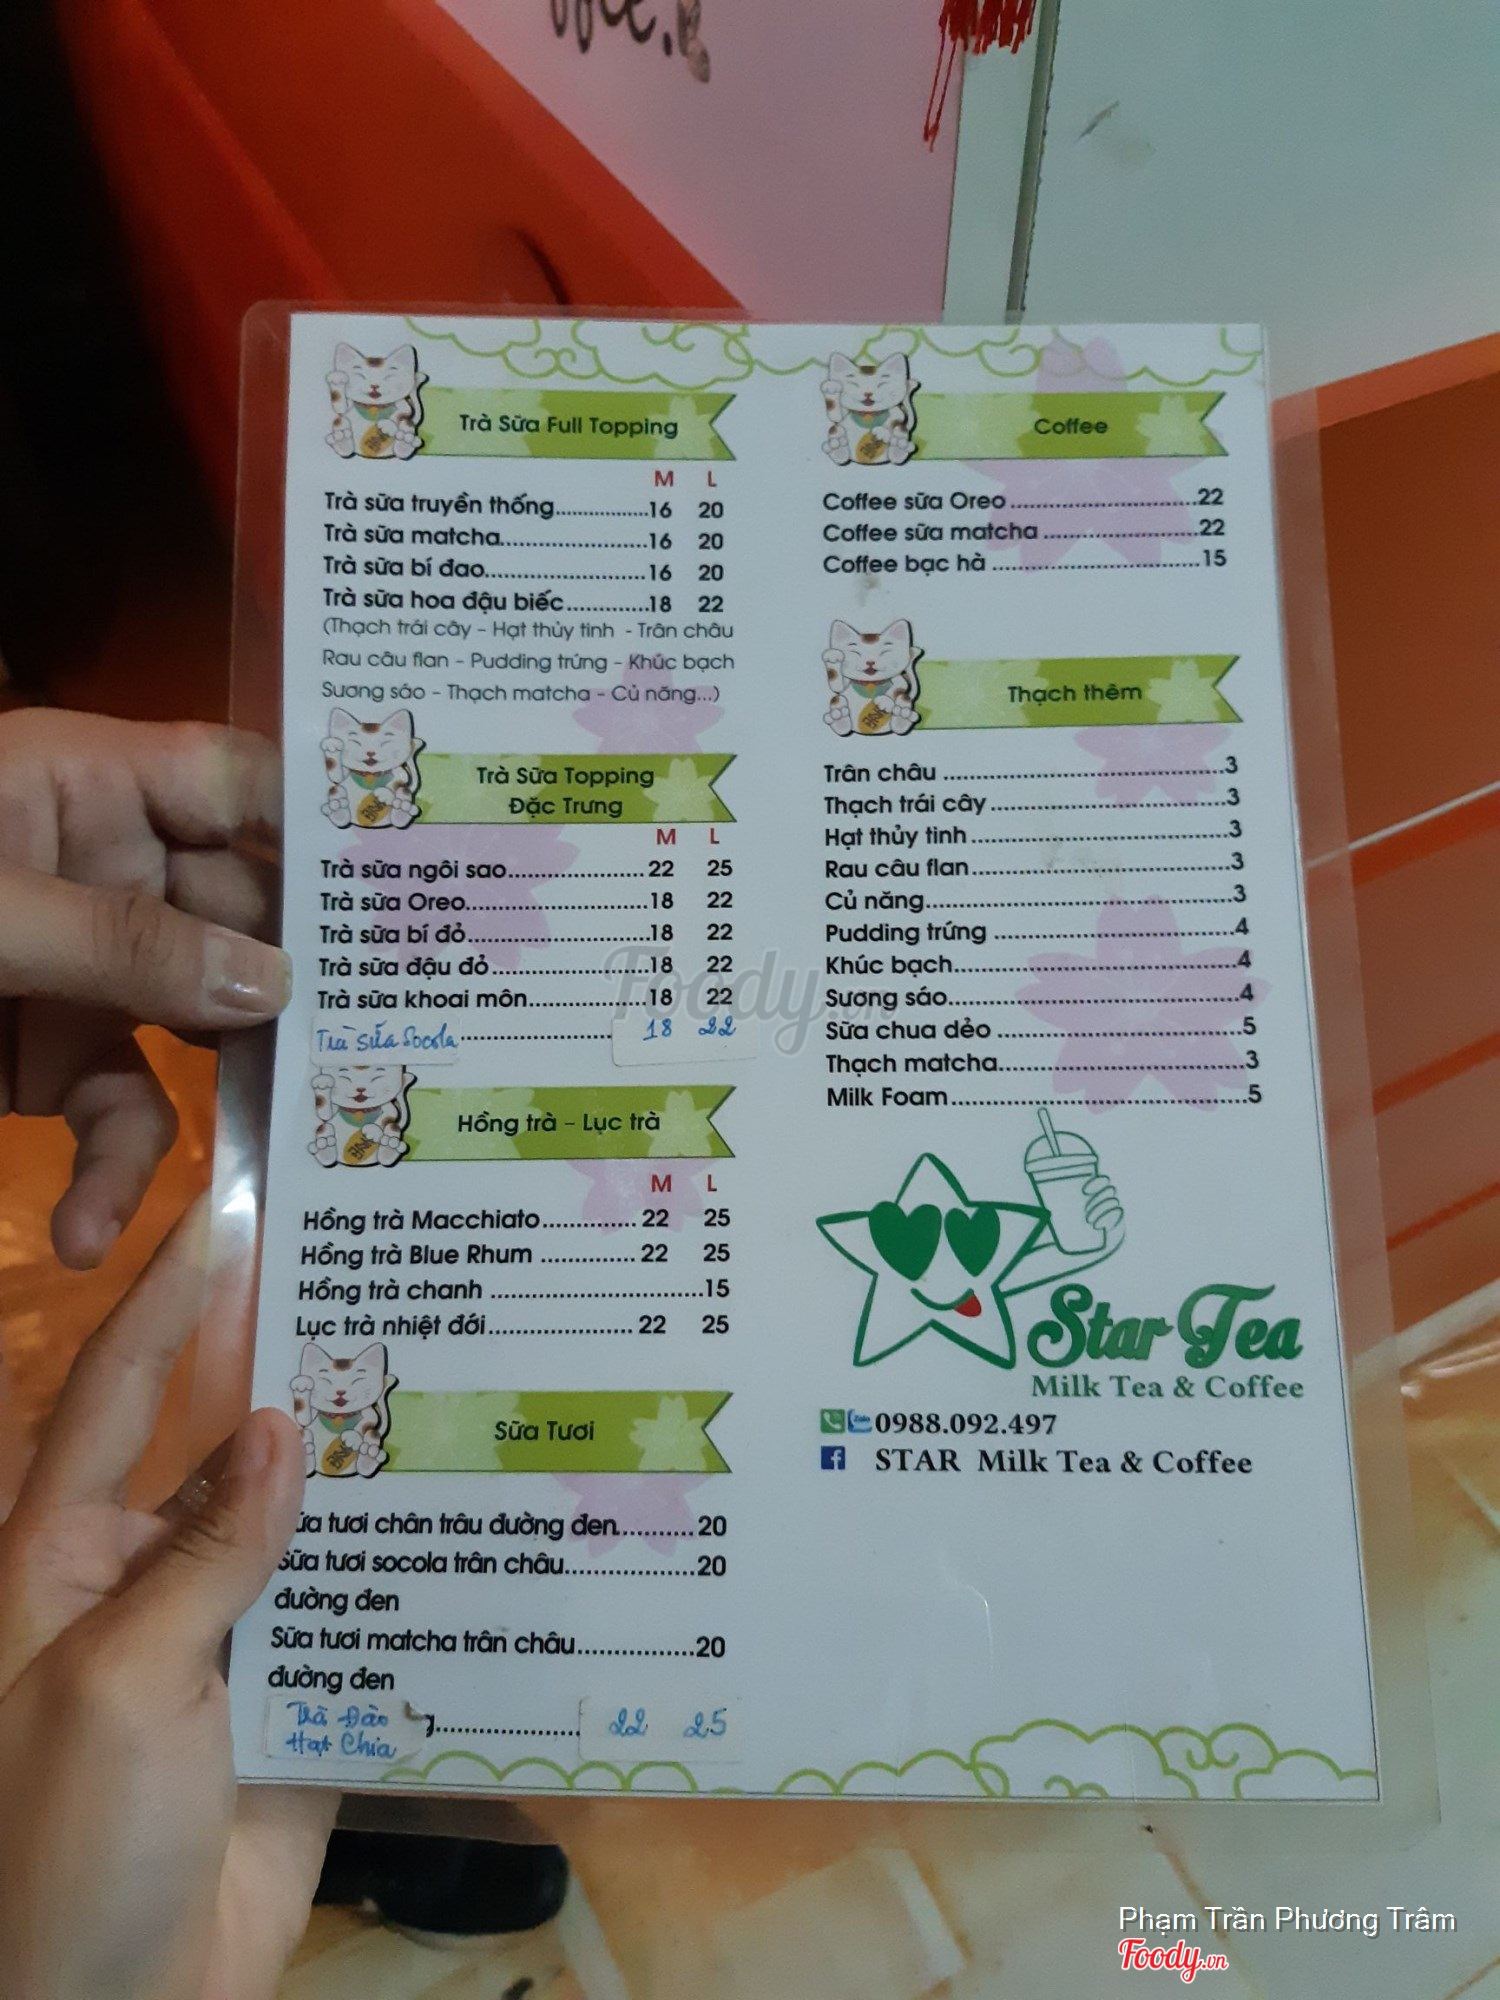 Trà Sữa Full Topping
M L
Trà sữa truyền thống.................16 20
Trà sữa matcha.........................16 20
Trà sữa bí đao...........................16 20
Trà sữa hoa đậu biếc..............18 22
(Thạch trái cây - Hạt thủy tinh - Trân châu
Rau câu flan - Pudding trứng - Khúc bạch
Sương sáo - Thạch matcha - Củ năng...)
Trà Sữa Topping
Đặc Trưng
M L
Trà sữa ngôi sao....................... 22 25
Trà sữa Oreo...............................18 22
Trà sữa bí đỏ...............................18 22
Trà sữa đậu đỏ...........................18 22
Trà sữa khoai môn....................18 22
Trà sữa Socola.......................... 18 22
Hồng trà - Lục trà
M L
Hồng trà Macchiato............... 22 25
Hồng trà Blue Rhum ............... 22 25
Hồng trà chanh ..................................15
Lục trà nhiệt đới....................... 22 25
Sữa Tươi
ữa tươi chân trâu đường đen...........20
Sữa tươi socola trân châu....................20
đường đen
Sữa tươi matcha trân châu..................20
đường đen
Trà Đào
Hạt Chia ....................... 22 25
Coffee
Coffee sữa Oreo ..............................22
Coffee sữa matcha .........................22
Coffee bạc hà .................................15
Thạch thêm
Trân châu .............................................3
Thạch trái cây ......................................3
Hạt thủy tinh .........................................3
Rau câu flan.........................................3
Củ năng.................................................3
Pudding trứng ......................................4
Khúc bạch.............................................4
Sương sáo..............................................4
Sữa chua dẻo .......................................5
Thạch matcha.......................................3
Milk Foam..............................................5
Star Tea
Milk Tea & Coffee
Zalo 0988.092.497
f STAR Milk Tea & Coffee
Foody.vn
Phạm Trần Phương Trâm
Foody.vn